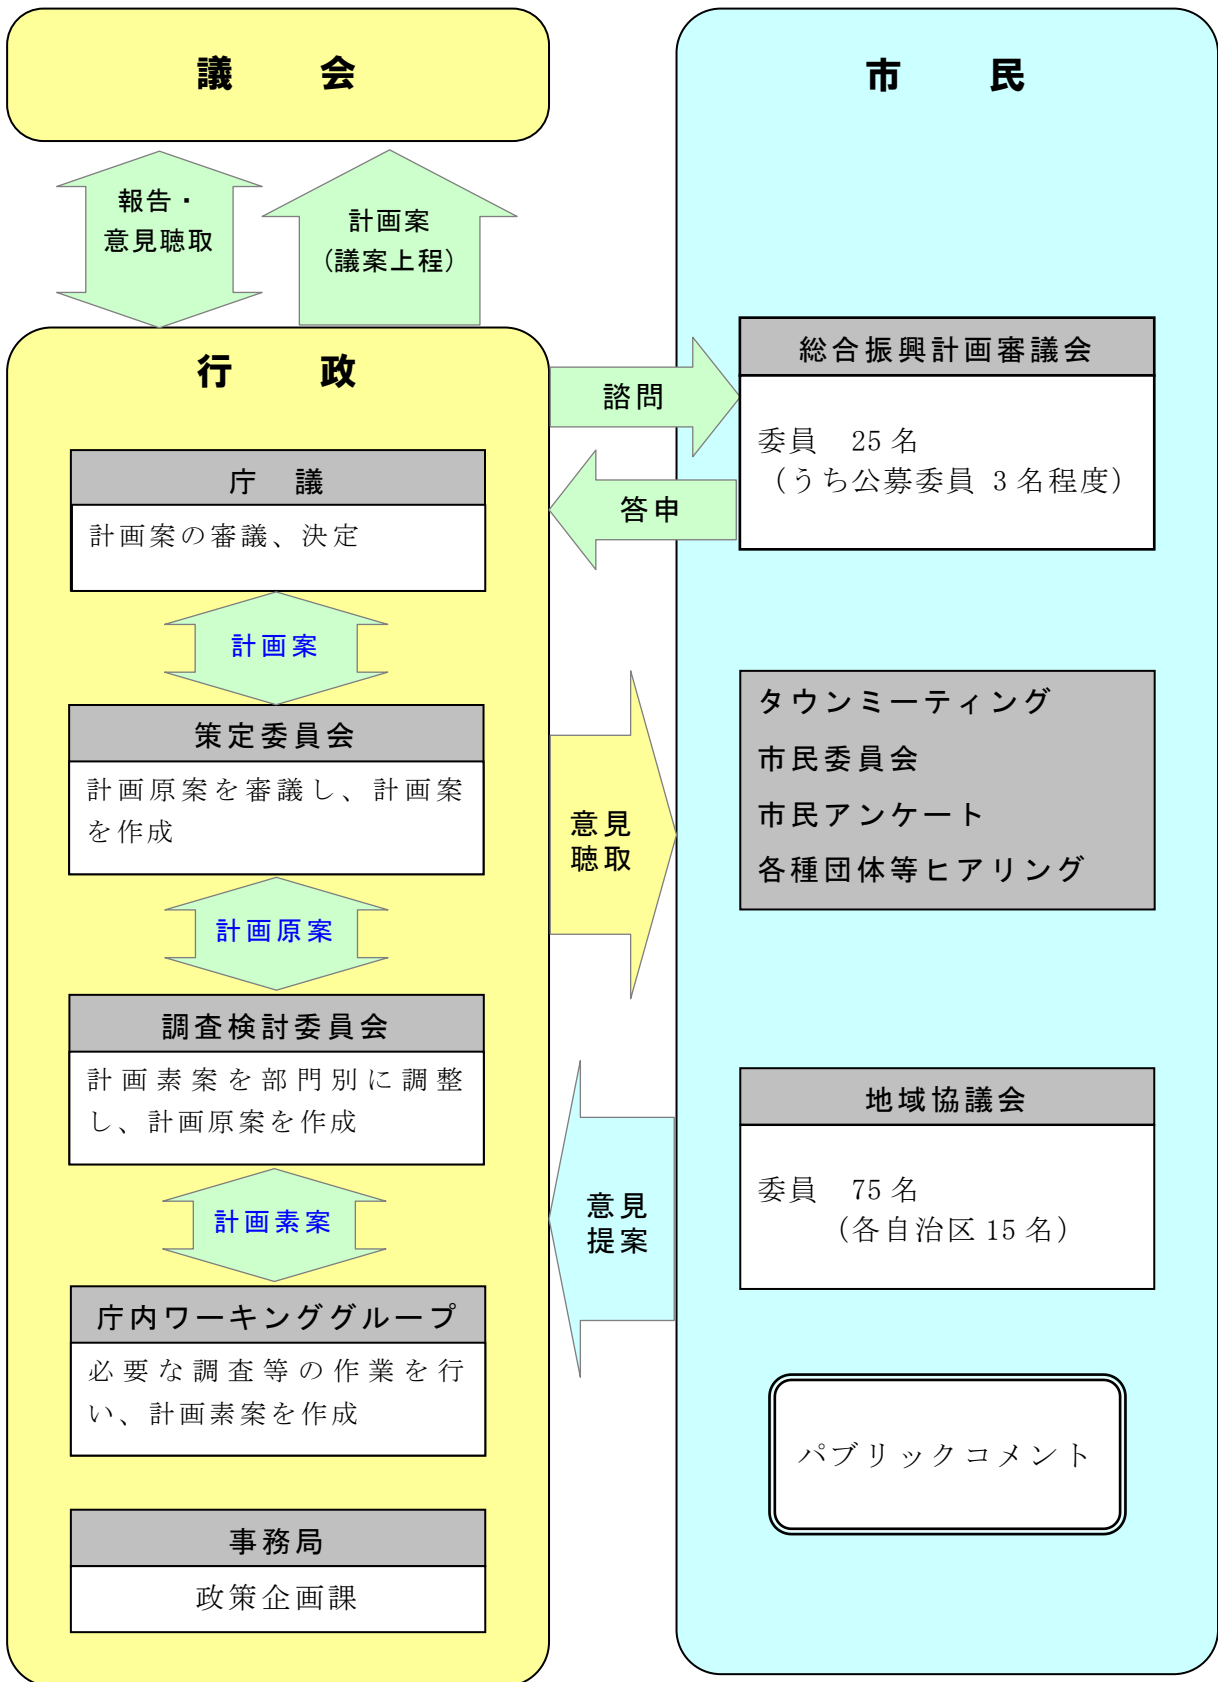 議　会
報告・
意見聴取
計画案
(議案上程)
行　政
庁　議
計画案の審議、決定
計画案
策定委員会
計画原案を審議し、計画案
を作成
計画原案
調査検討委員会
計画素案を部門別に調整
し、計画原案を作成
計画素案
庁内ワーキンググループ
必要な調査等の作業を行
い、計画素案を作成
事務局
政策企画課
諮問
答申
意見
聴取
意見
提案
市　民
総合振興計画審議会
委員　25 名
（うち公募委員 3 名程度）
タウンミーティング
市民委員会
市民アンケート
各種団体等ヒアリング
地域協議会
委員　75 名
（各自治区 15 名）
パブリックコメント